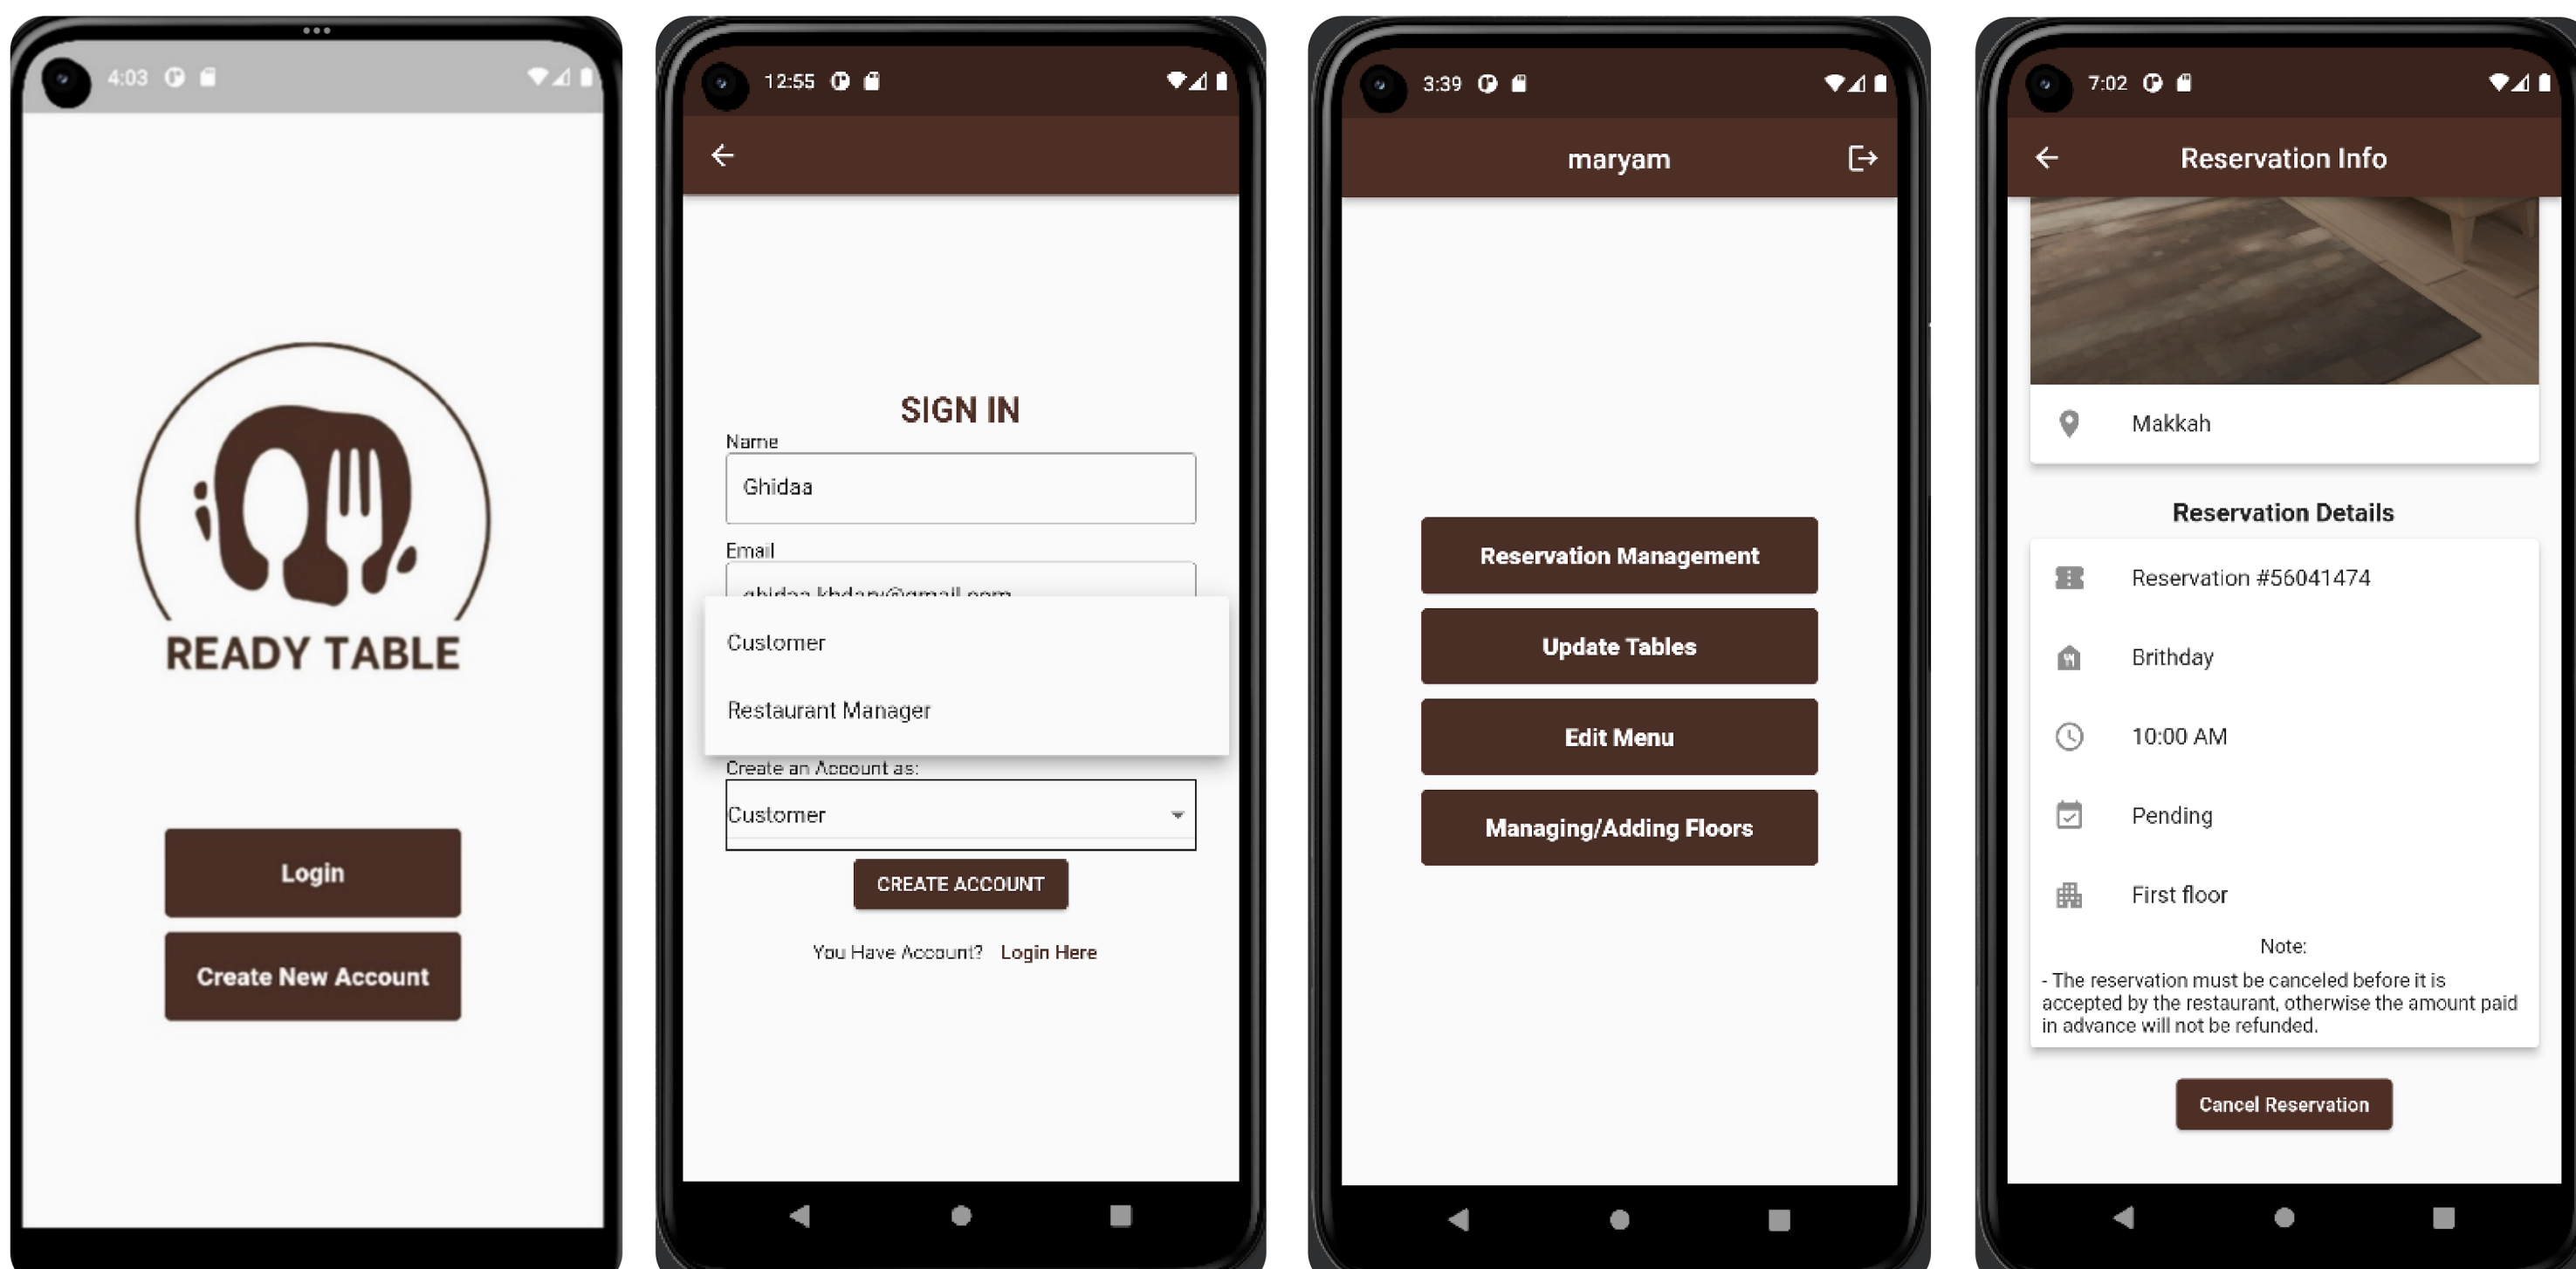 4:03
READY TABLE
Login
Create New Account
12:55
SIGN IN
Name
Ghidaa
Email
ghidaa.khdary@gmail.com
Customer
Restaurant Manager
Create an Account as:
Customer
CREATE ACCOUNT
You Have Account? Login Here
3:39
maryam
Reservation Management
Update Tables
Edit Menu
Managing/Adding Floors
7:02
Reservation Info
Makkah
Reservation Details
Reservation #56041474
Brithday
10:00 AM
Pending
First floor
Note:
- The reservation must be canceled before it is
accepted by the restaurant, otherwise the amount paid
in advance will not be refunded.
Cancel Reservation